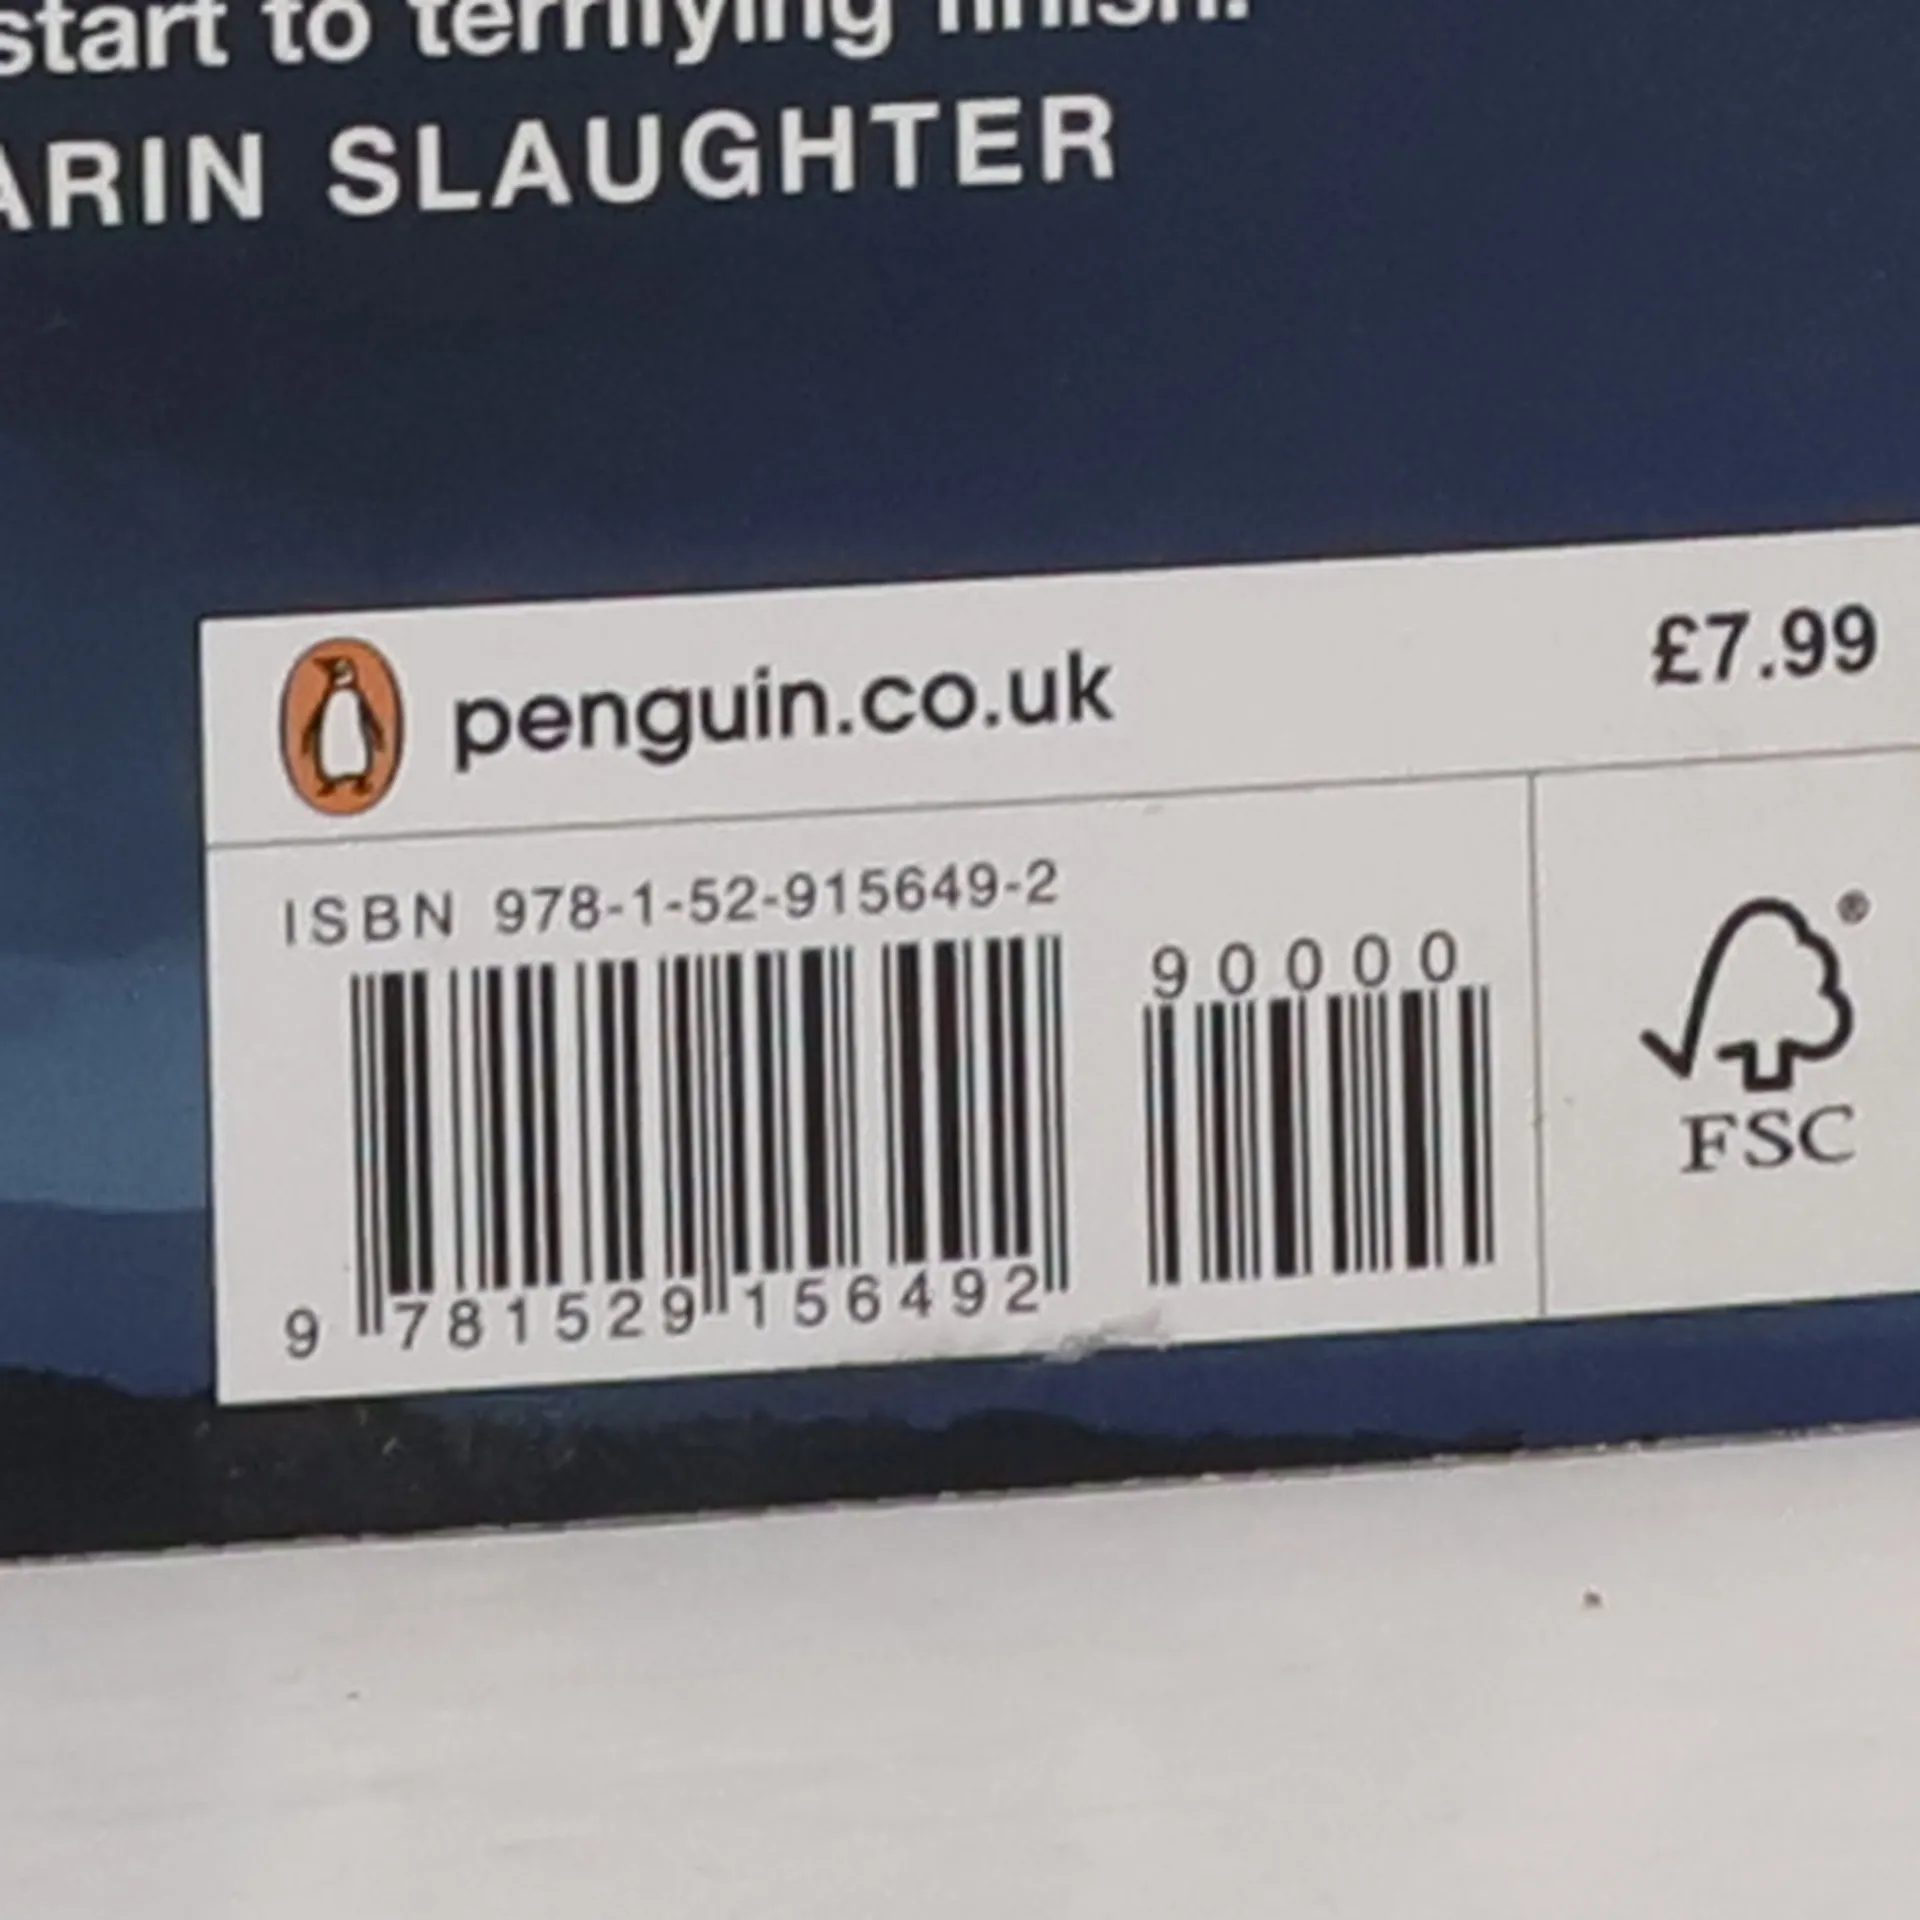 start to terrifying finish.
ARIN SLAUGHTER
penguin.co.uk
£7.99
ISBN 978-1-52-915649-2
90000
9 781529 156492
®
FSC